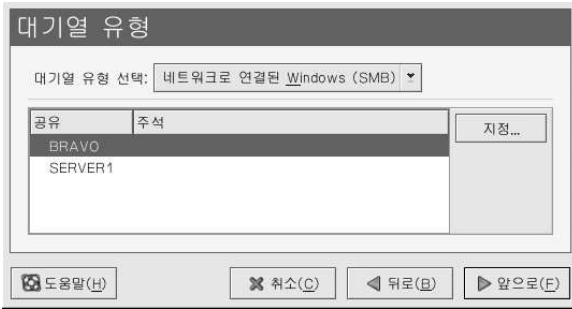 대기열 유형
대기열 유형 선택: 네트워크로 연결된 Windows (SMB)
공유 주석
지정...
BRAVO
SERVER1
도움말(H) 취소(C) 뒤로(B) 앞으로(F)